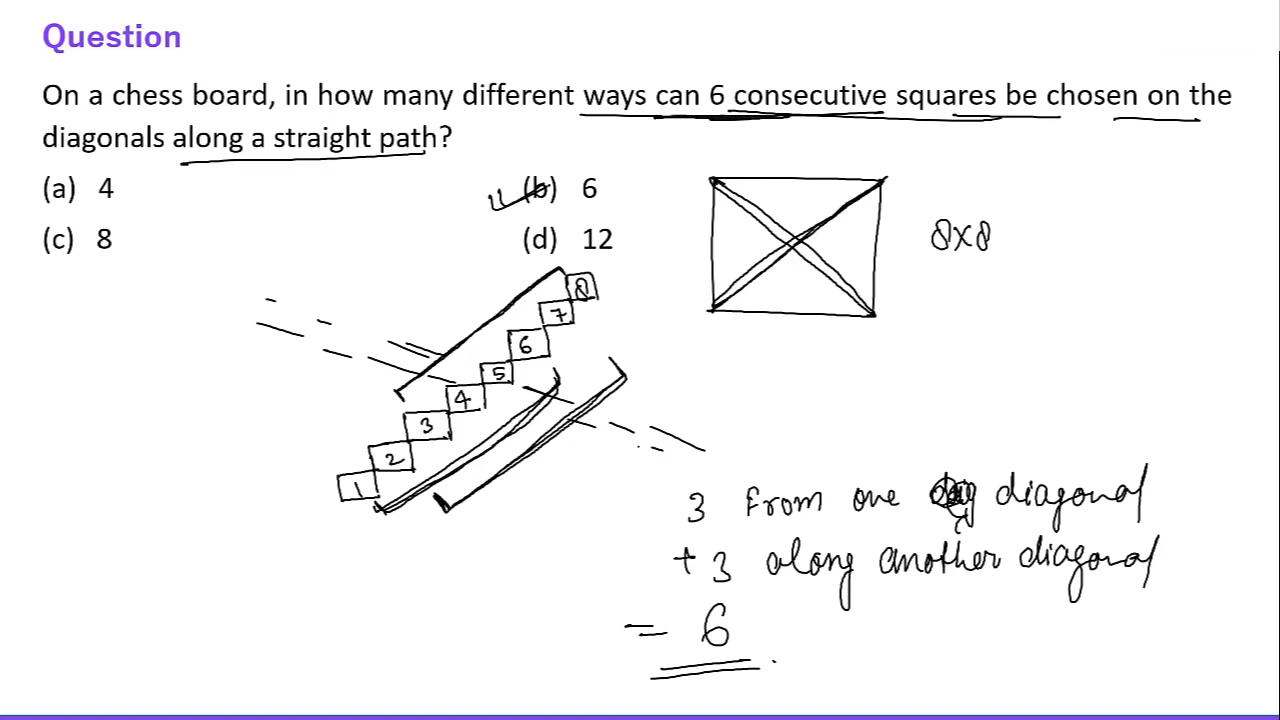 Question
On a chess board, in how many different ways can 6 consecutive squares be chosen on the
diagonals along a straight path?
(a) 4
(b) 6
(c) 8
(d) 12
8x8
8
7
6
5
4
3
2
1
3 from one diagonal
+ 3 along another diagonal
= 6